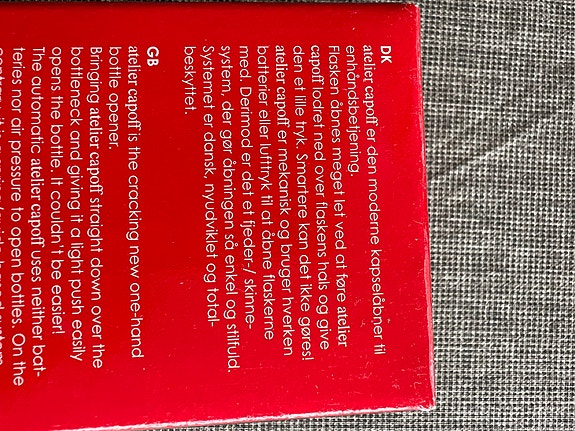 DK
atelier capoff er den moderne kapselåbner til
enhåndsbetjening.
Flasken åbnes meget let ved at føre atelier
capoff lodret ned over flaskens hals og give
den et lille tryk. Smartere kan det ikke gøres!
atelier capoff er mekanisk og bruger hverken
batterier eller lufttryk til at åbne flaskerne
med. Derimod er det et fjeder-/ skinne-
system, der gør åbningen så enkel og stilfuld.
Systemet er dansk, nyudviklet og total-
beskyttet.
GB
atelier capoff is the cracking new one-hand
bottle opener.
Bringing atelier capoff straight down over the
bottleneck and giving it a light push easily
opens the bottle. It couldn't be easier!
The automatic atelier capoff uses neither bat-
teries nor air pressure to open bottles. On the